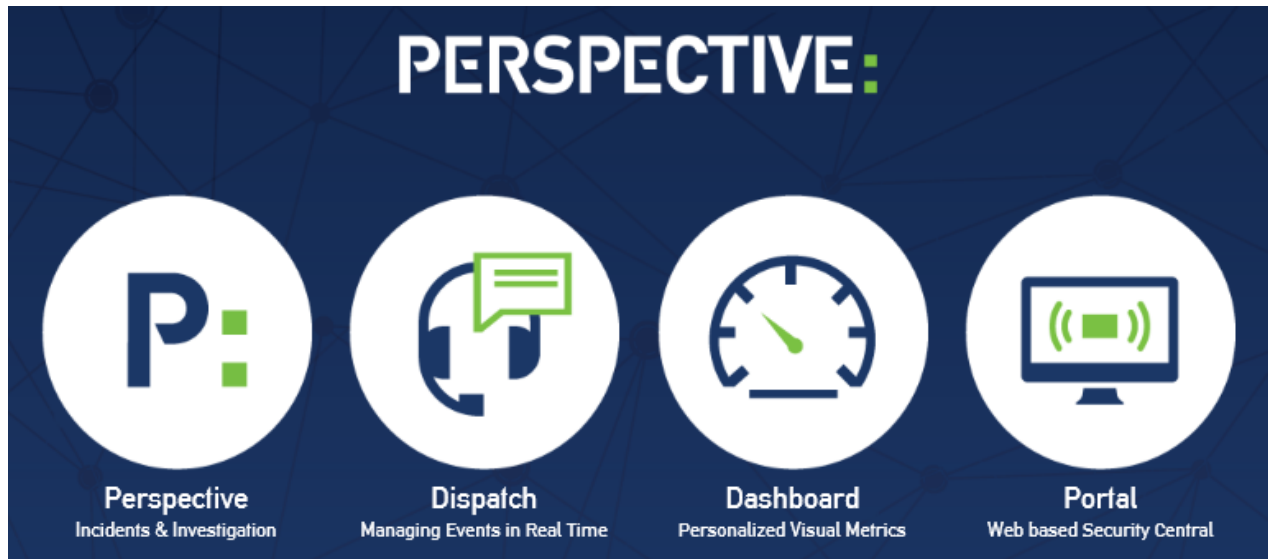 PERSPECTIVE:
P:
Perspective
Incidents & Investigation
Dispatch
Managing Events in Real Time
Dashboard
Personalized Visual Metrics
Portal
Web based Security Central